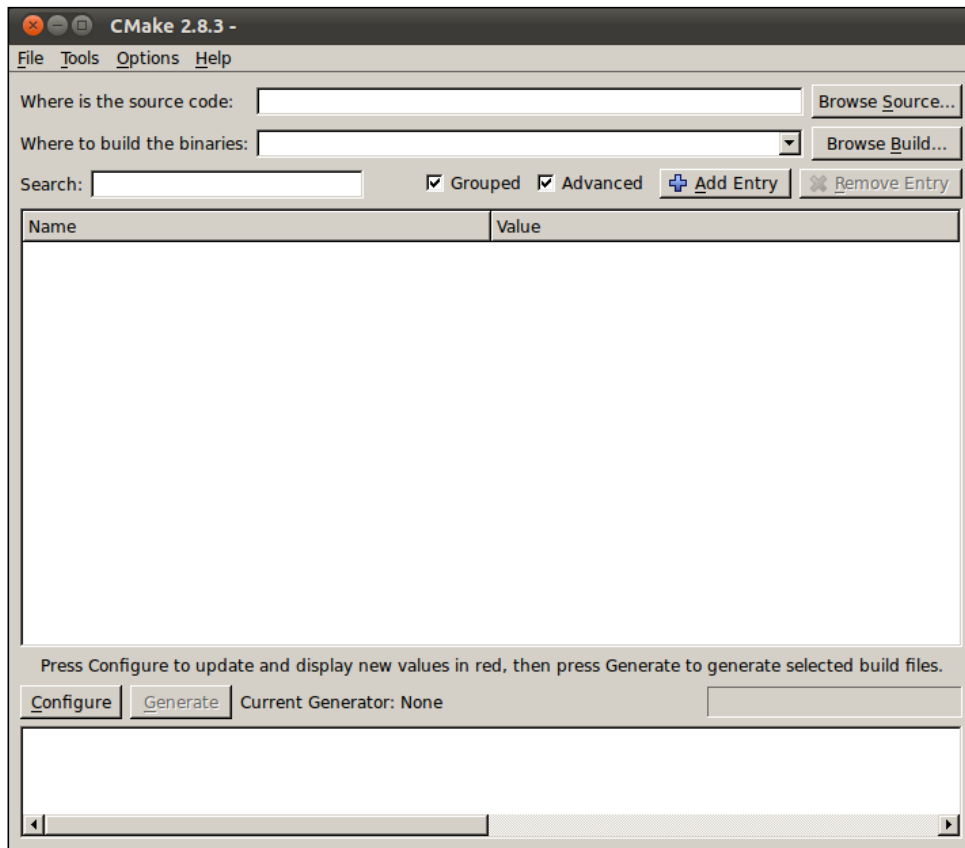 CMake 2.8.3 -
File Tools Options Help
Where is the source code: Browse Source...
Where to build the binaries: Browse Build...
Search: Grouped Advanced Add Entry Remove Entry
Name Value
Press Configure to update and display new values in red, then press Generate to generate selected build files.
Configure Generate Current Generator: None